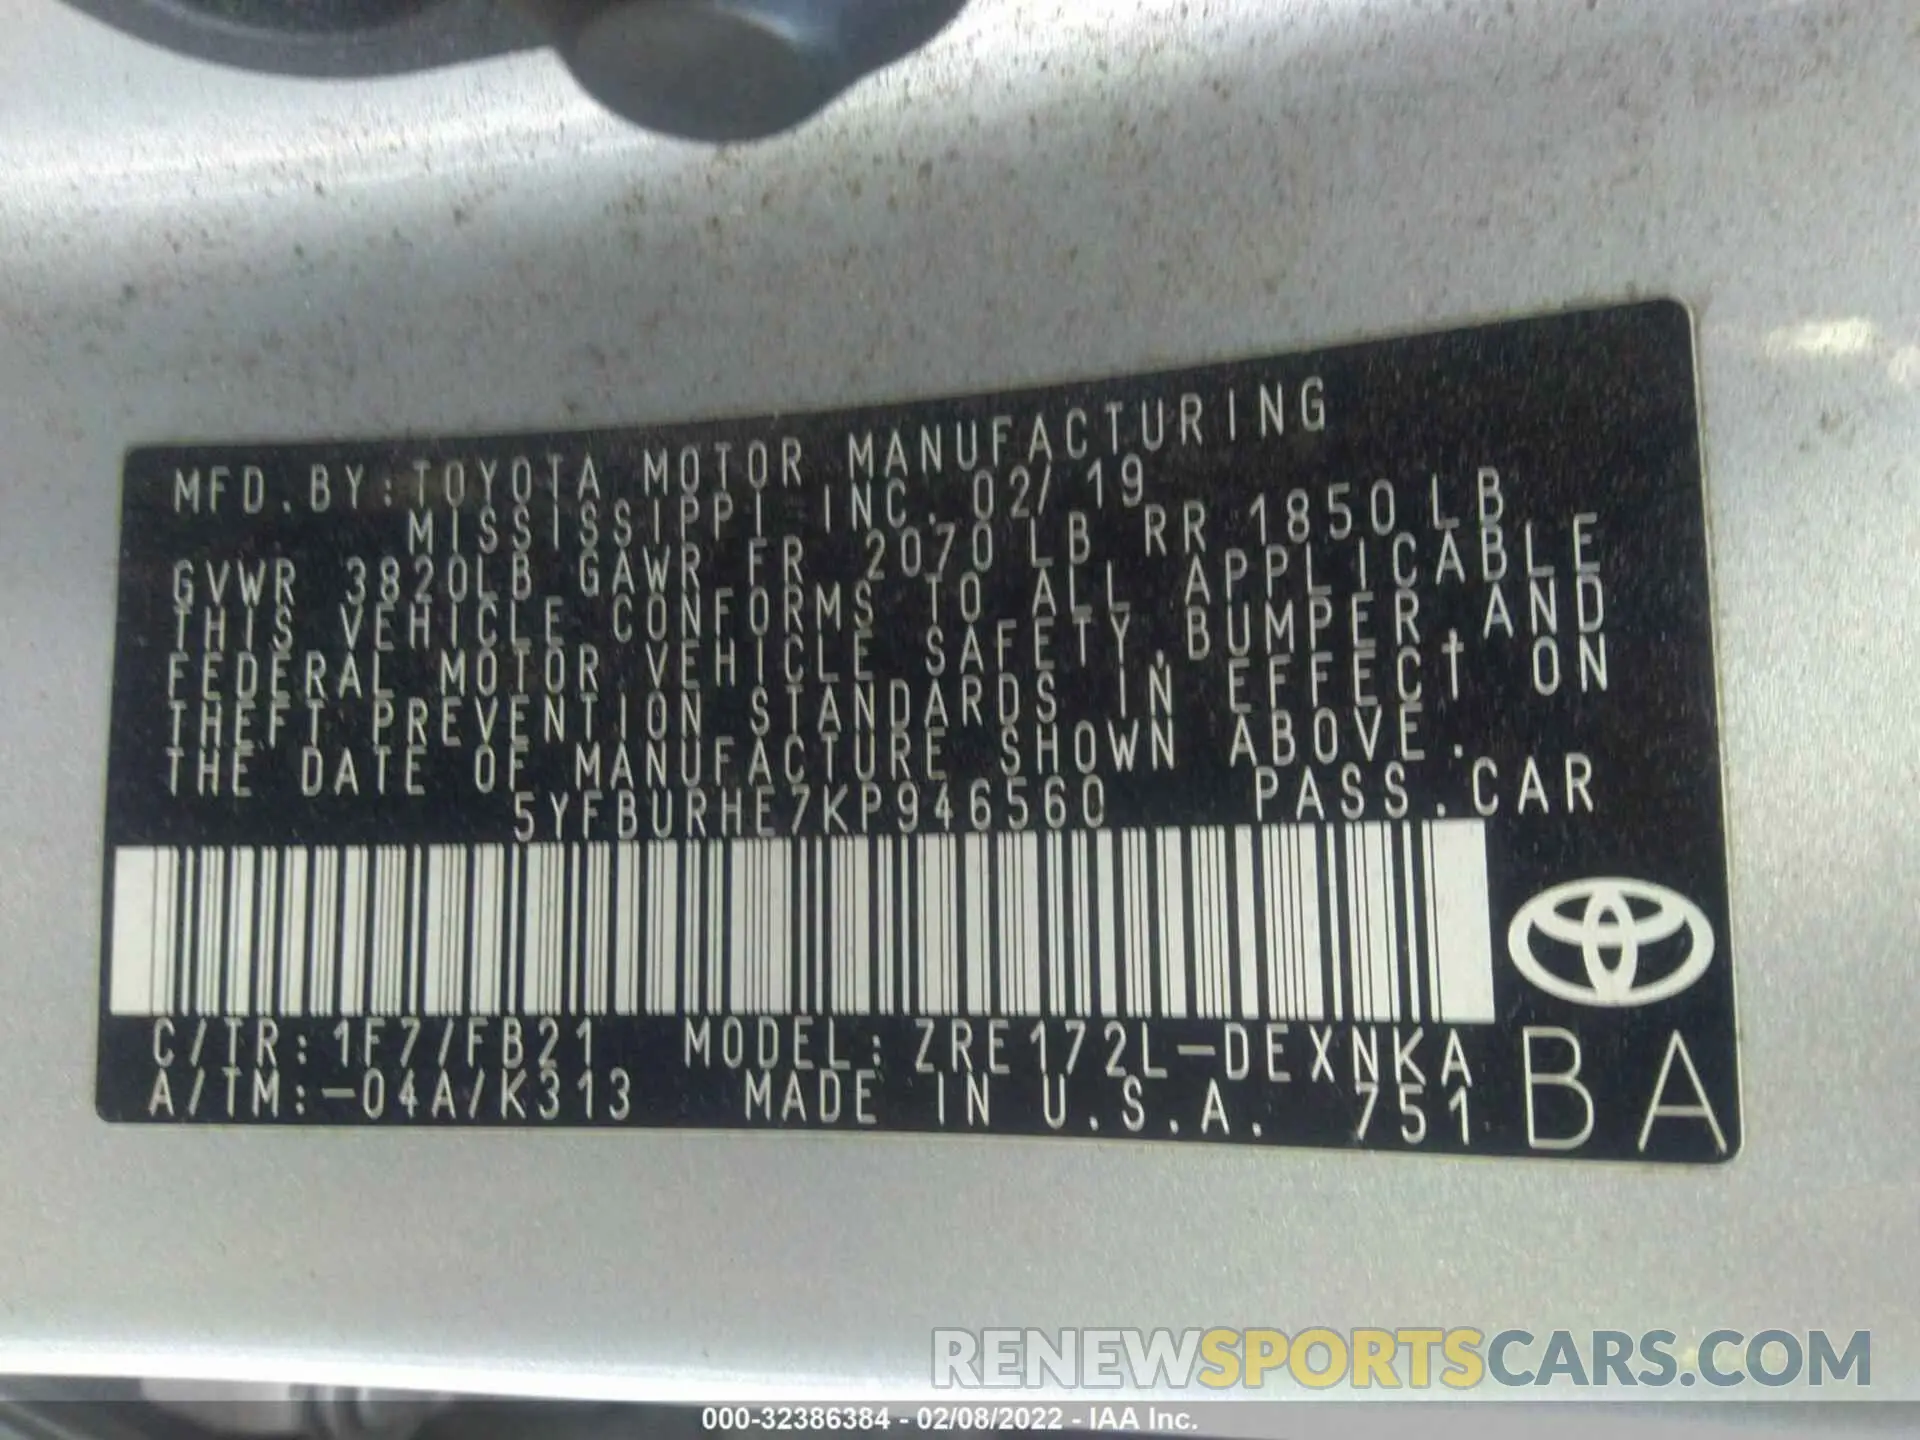 MFD.BY:TOYOTA MOTOR MANUFACTURING
MISSISSIPPI INC. 02/19
GVWR 3820LB GAWR FR 2070LB RR 1850LB
THIS VEHICLE CONFORMS TO ALL APPLICABLE
FEDERAL MOTOR VEHICLE SAFETY,BUMPER,AND
THEFT PREVENTION STANDARDS IN EFFECT ON
THE DATE OF MANUFACTURE SHOWN ABOVE.
5YFBURHE7KP946560 PASS.CAR
C/TR:1F7/FB21 MODEL:ZRE172L-DEXNKA
A/TM:-04A/K313 MADE IN U.S.A. 751
BA
RENEWSPORTSCARS.COM
000-32386384 - 02/08/2022 - IAA Inc.